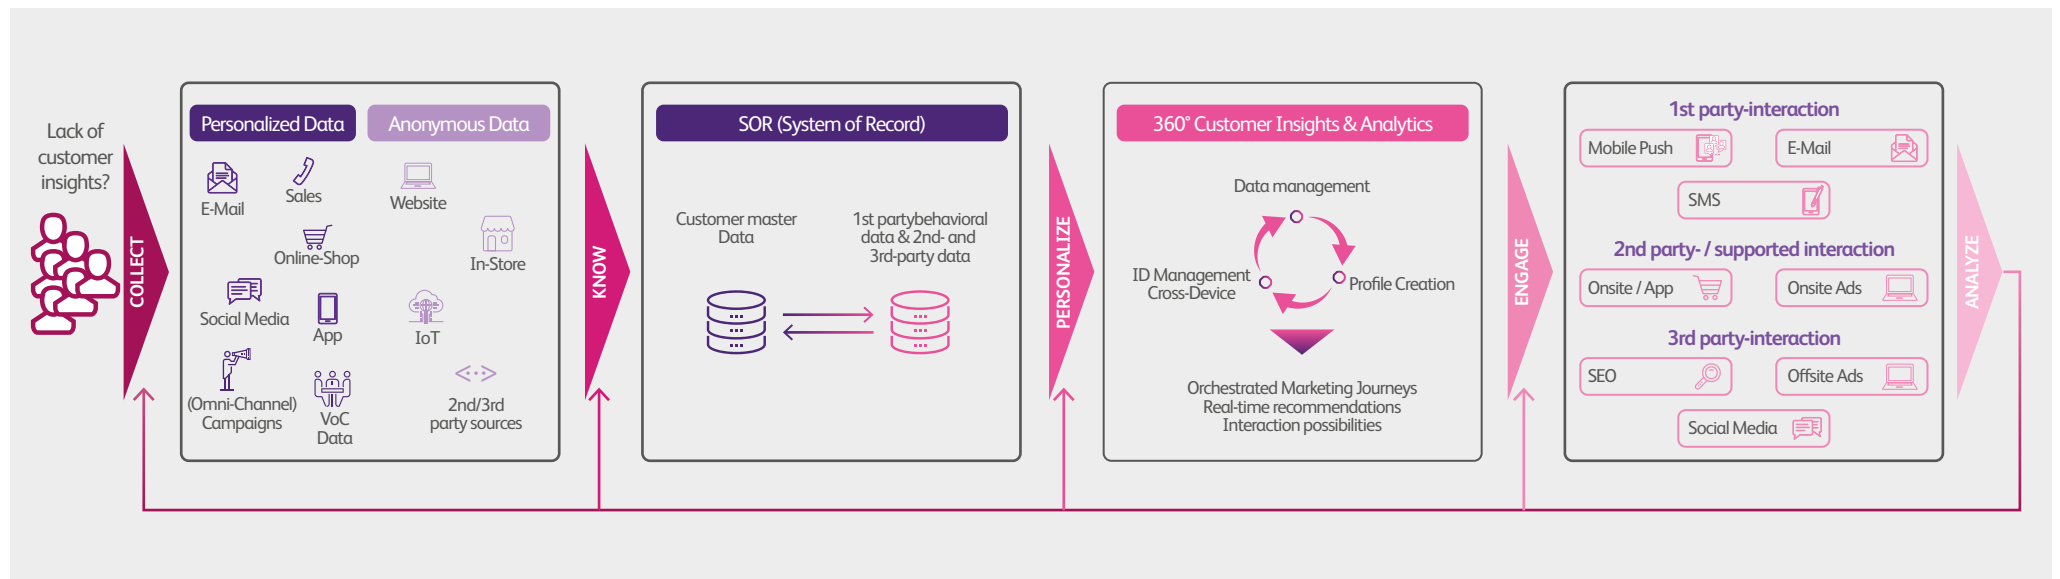 Lack of
customer
insights?
COLLECT
Personalized Data
Anonymous Data
E-Mail
Sales
Website
Online-Shop
In-Store
Social Media
App
IoT
(Omni-Channel)
Campaigns
VoC
Data
2nd/3rd
party sources
KNOW
SOR (System of Record)
Customer master
Data
1st partybehavioral
data & 2nd- and
3rd-party data
PERSONALIZE
360° Customer Insights & Analytics
Data management
ID Management
Cross-Device
Profile Creation
Orchestrated Marketing Journeys
Real-time recommendations
Interaction possibilities
ENGAGE
1st party-interaction
Mobile Push
E-Mail
SMS
2nd party- / supported interaction
Onsite / App
Onsite Ads
3rd party-interaction
SEO
Offsite Ads
Social Media
ANALYZE